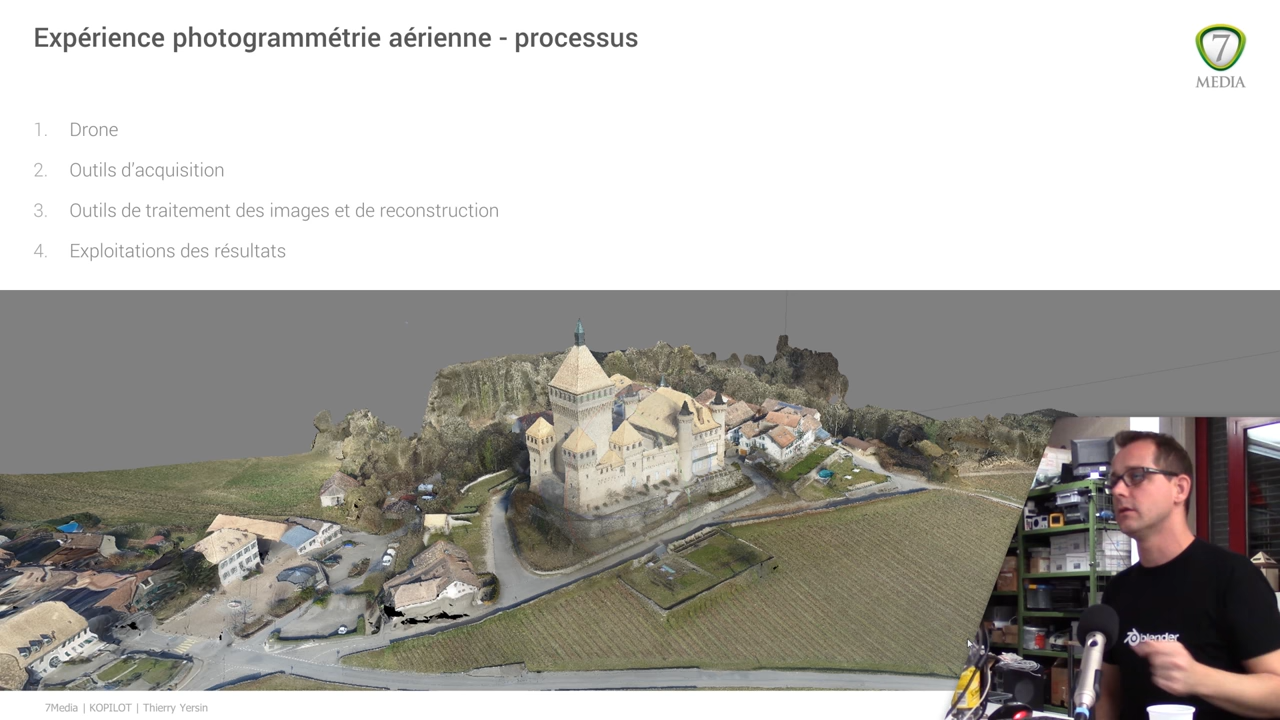 Expérience photogrammétrie aérienne - processus
7
MEDIA
1. Drone
2. Outils d’acquisition
3. Outils de traitement des images et de reconstruction
4. Exploitations des résultats
blender
7Media | KOPILOT | Thierry Yersin